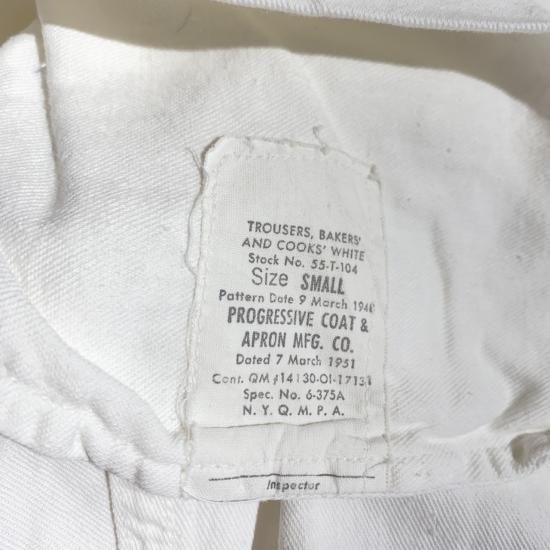 TROUSERS, BAKERS'
AND COOKS' WHITE
Stock No. 55-T-104
Size SMALL
Pattern Date 9 March
PROGRESSIVE COAT &
APRON MFG. CO.
Dated 7 March 1951
Cont. QM
Spec. No. 6-375A
N. Y. Q. M. P. A.
Inspector